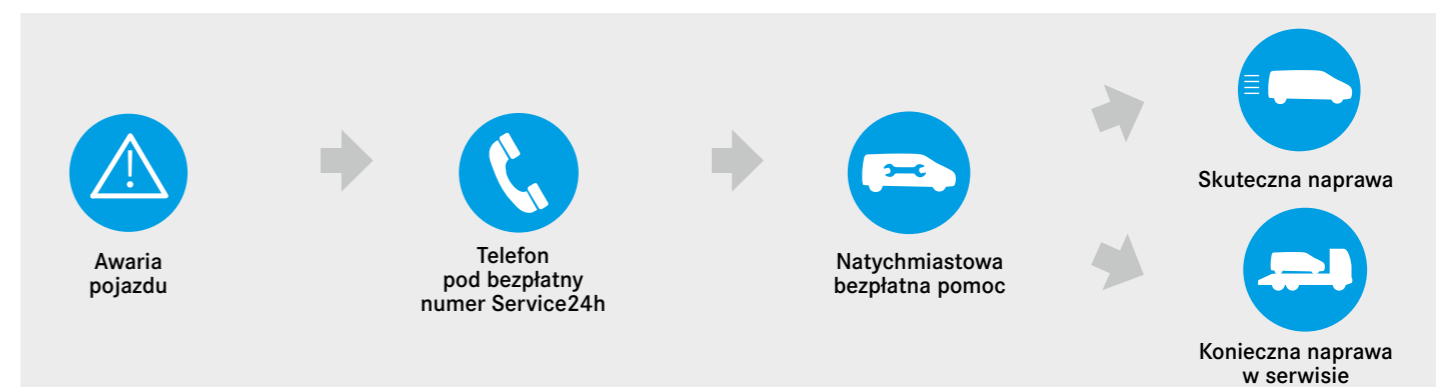 Awaria
pojazdu
Telefon
pod bezpłatny
numer Service24h
Natychmiastowa
bezpłatna pomoc
Skuteczna naprawa
Konieczna naprawa
w serwisie